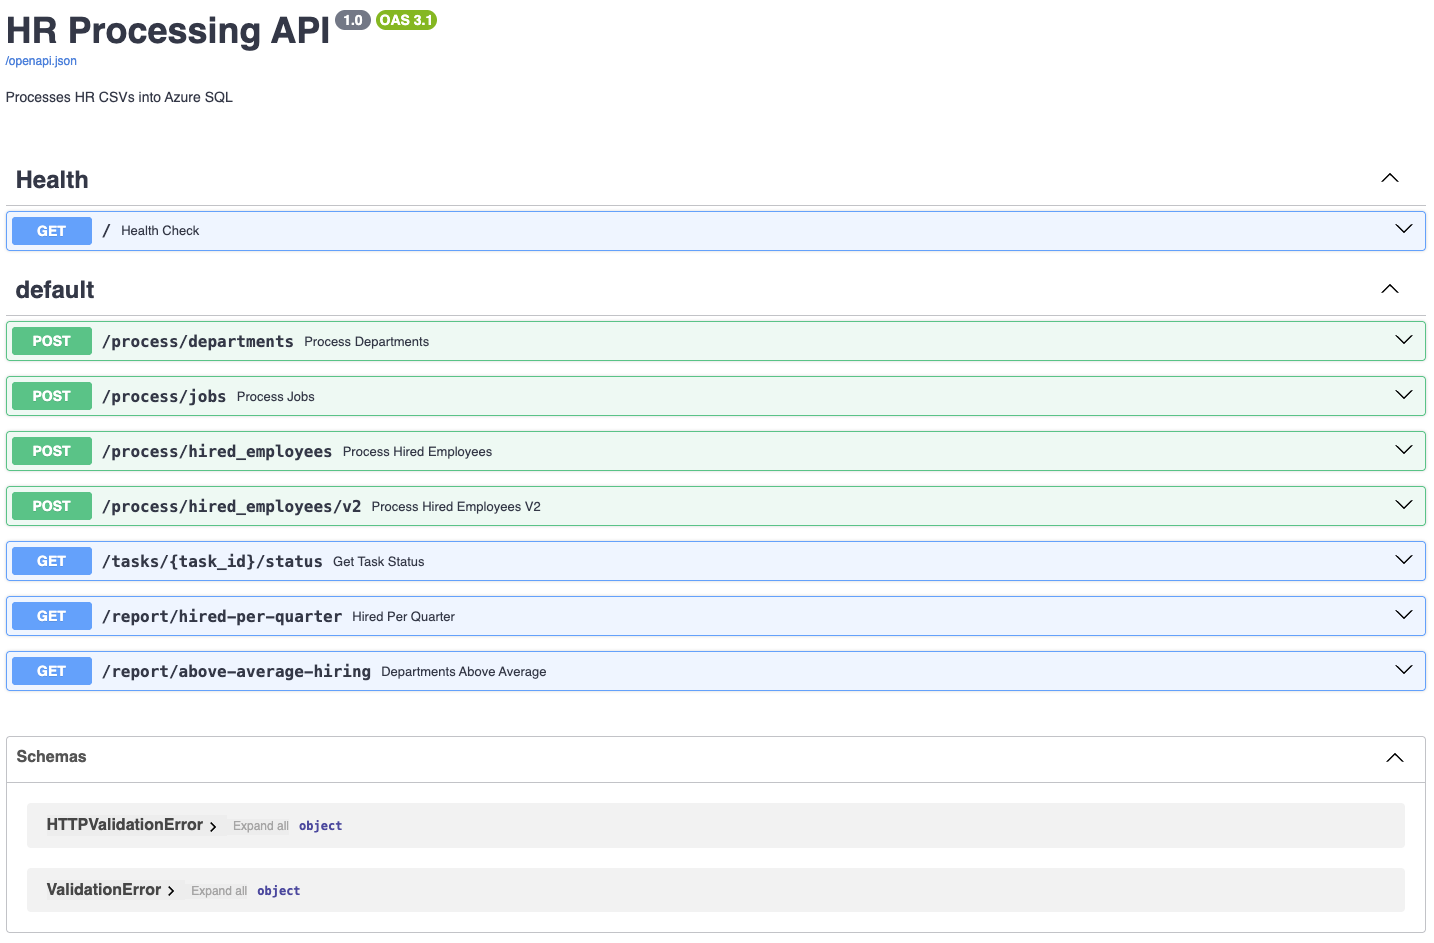 HR Processing API 1.0 OAS 3.1
/openapi.json
Processes HR CSVs into Azure SQL
Health
GET / Health Check
default
POST /process/departments Process Departments
POST /process/jobs Process Jobs
POST /process/hired_employees Process Hired Employees
POST /process/hired_employees/v2 Process Hired Employees V2
GET /tasks/{task_id}/status Get Task Status
GET /report/hired-per-quarter Hired Per Quarter
GET /report/above-average-hiring Departments Above Average
Schemas
HTTPValidationError Expand all object
ValidationError Expand all object